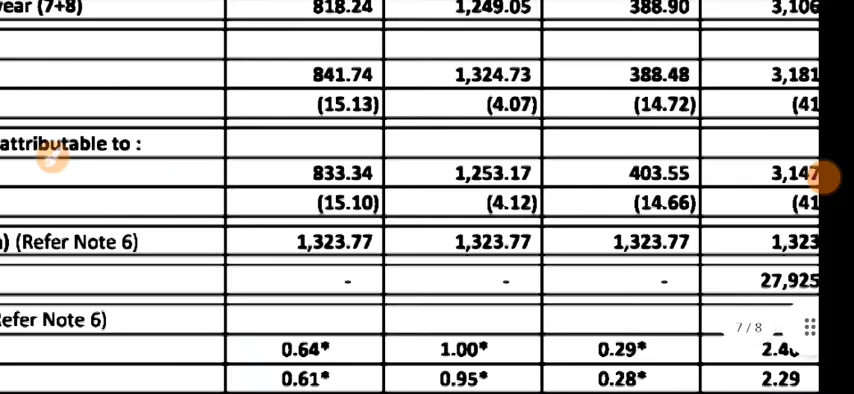 year (7+8) 818.24 1,249.05 388.90 3,106
841.74 1,324.73 388.48 3,181
(15.13) (4.07) (14.72) (41
attributable to :
833.34 1,253.17 403.55 3,147
(15.10) (4.12) (14.66) (41
) (Refer Note 6) 1,323.77 1,323.77 1,323.77 1,323
- - - 27,925
efer Note 6)
7 / 8
0.64* 1.00* 0.29*
0.61* 0.95* 0.28* 2.29